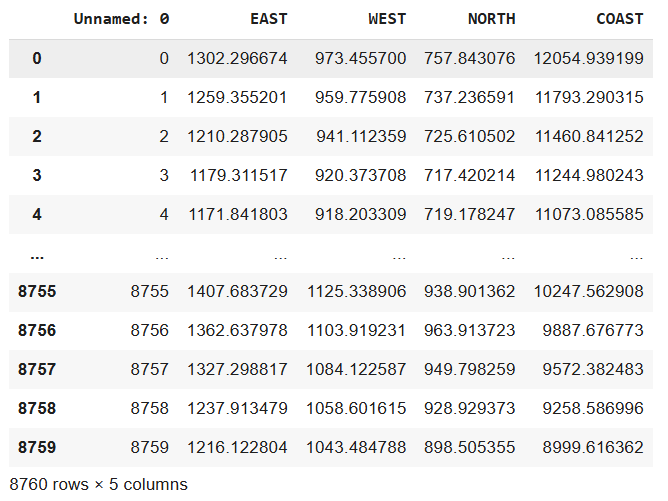 Unnamed: 0 EAST WEST NORTH COAST
0 0 1302.296674 973.455700 757.843076 12054.939199
1 1 1259.355201 959.775908 737.236591 11793.290315
2 2 1210.287905 941.112359 725.610502 11460.841252
3 3 1179.311517 920.373708 717.420214 11244.980243
4 4 1171.841803 918.203309 719.178247 11073.085585
... ... ... ... ... ...
8755 8755 1407.683729 1125.338906 938.901362 10247.562908
8756 8756 1362.637978 1103.919231 963.913723 9887.676773
8757 8757 1327.298817 1084.122587 949.798259 9572.382483
8758 8758 1237.913479 1058.601615 928.929373 9258.586996
8759 8759 1216.122804 1043.484788 898.505355 8999.616362
8760 rows × 5 columns